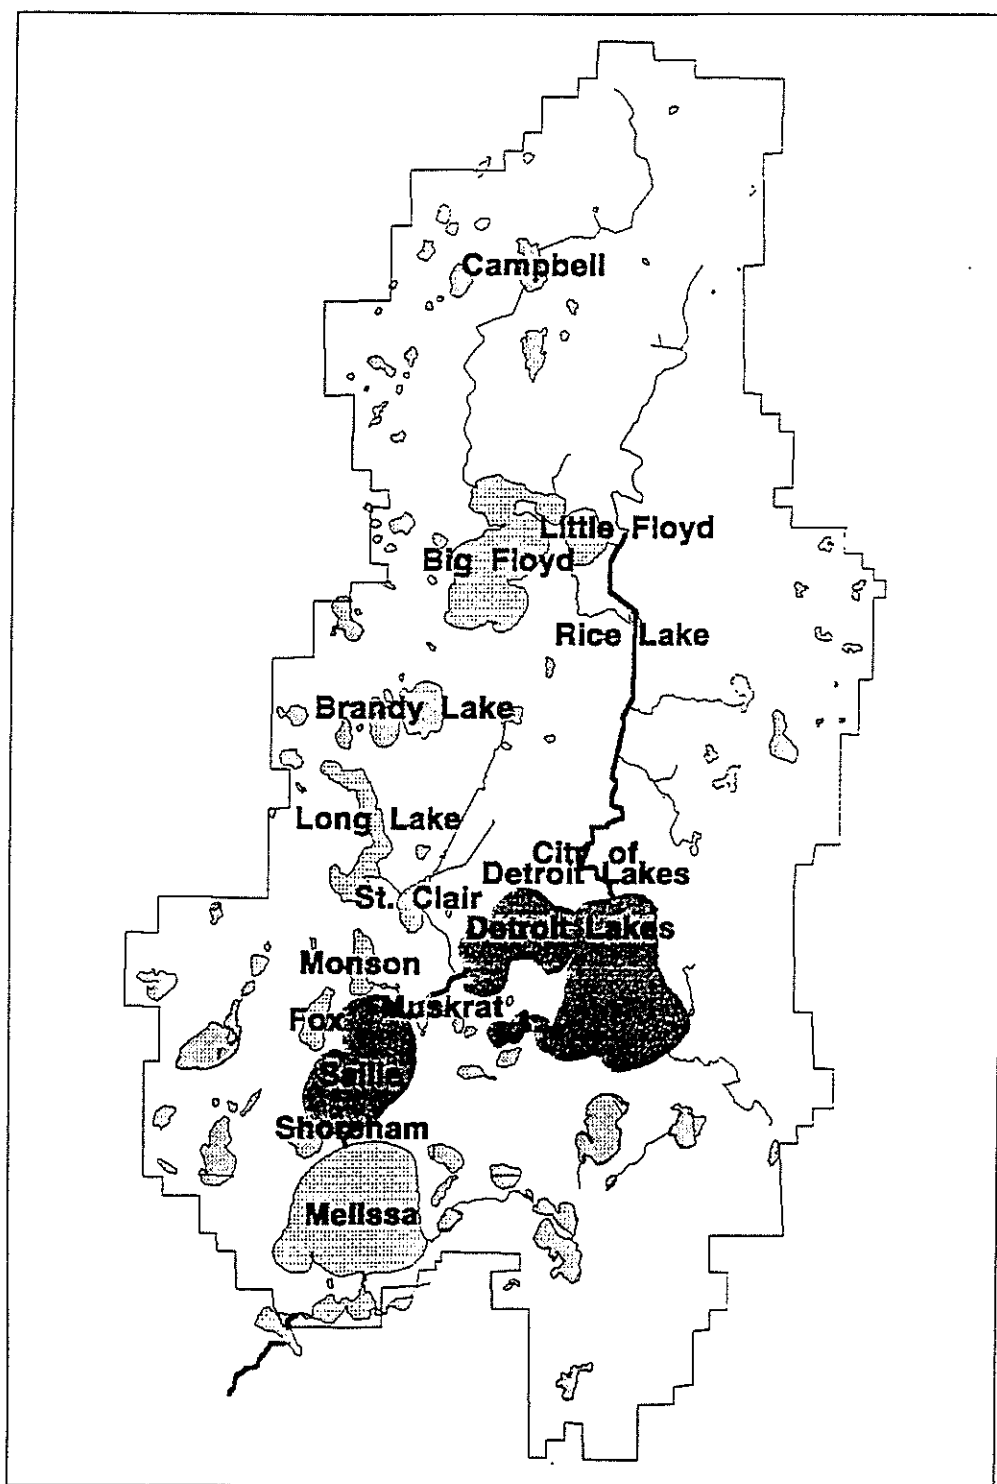 Campbell
Little Floyd
Big Floyd
Rice Lake
Brandy Lake
Long Lake
City of
Detroit Lakes
St. Clair
Detroit Lakes
Monson
Muskrat
Fox
Sallie
Shoreham
Melissa